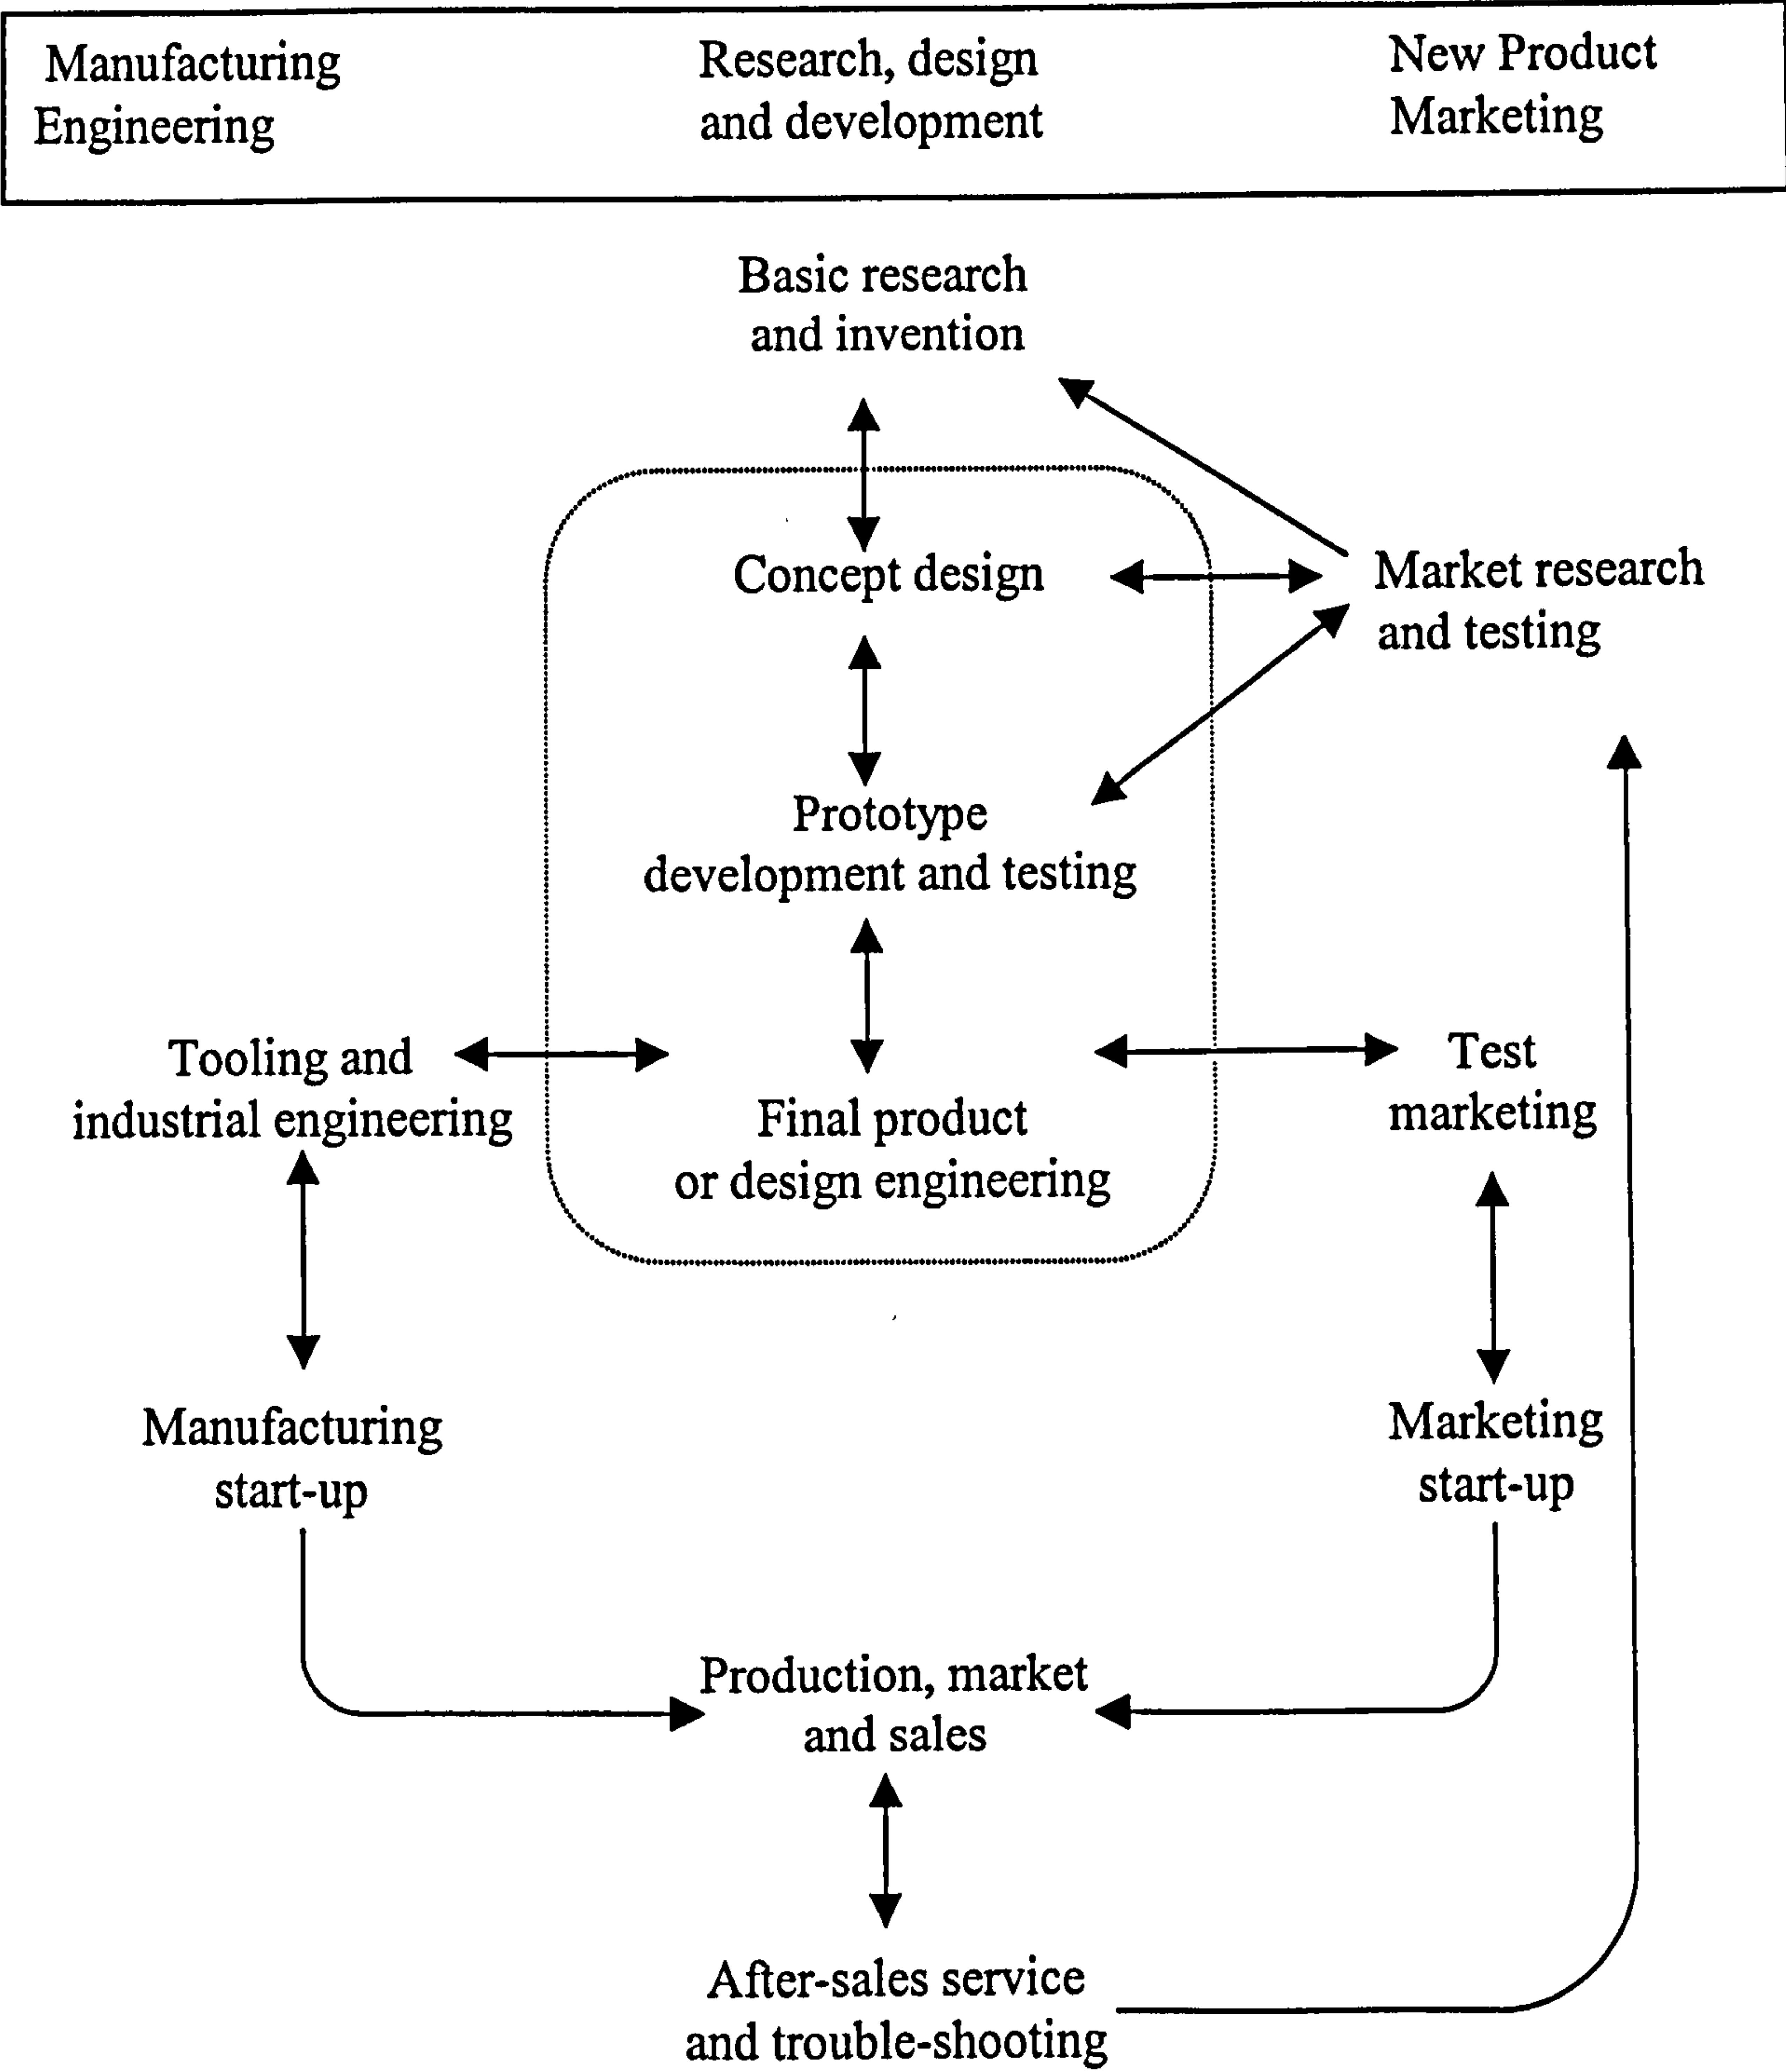 Manufacturing
Engineering
Research, design
and development
New Product
Marketing
Basic research
and invention
Concept design
Market research
and testing
Prototype
development and testing
Tooling and
industrial engineering
Final product
or design engineering
Test
marketing
Manufacturing
start-up
Marketing
start-up
Production, market
and sales
After-sales service
and trouble-shooting